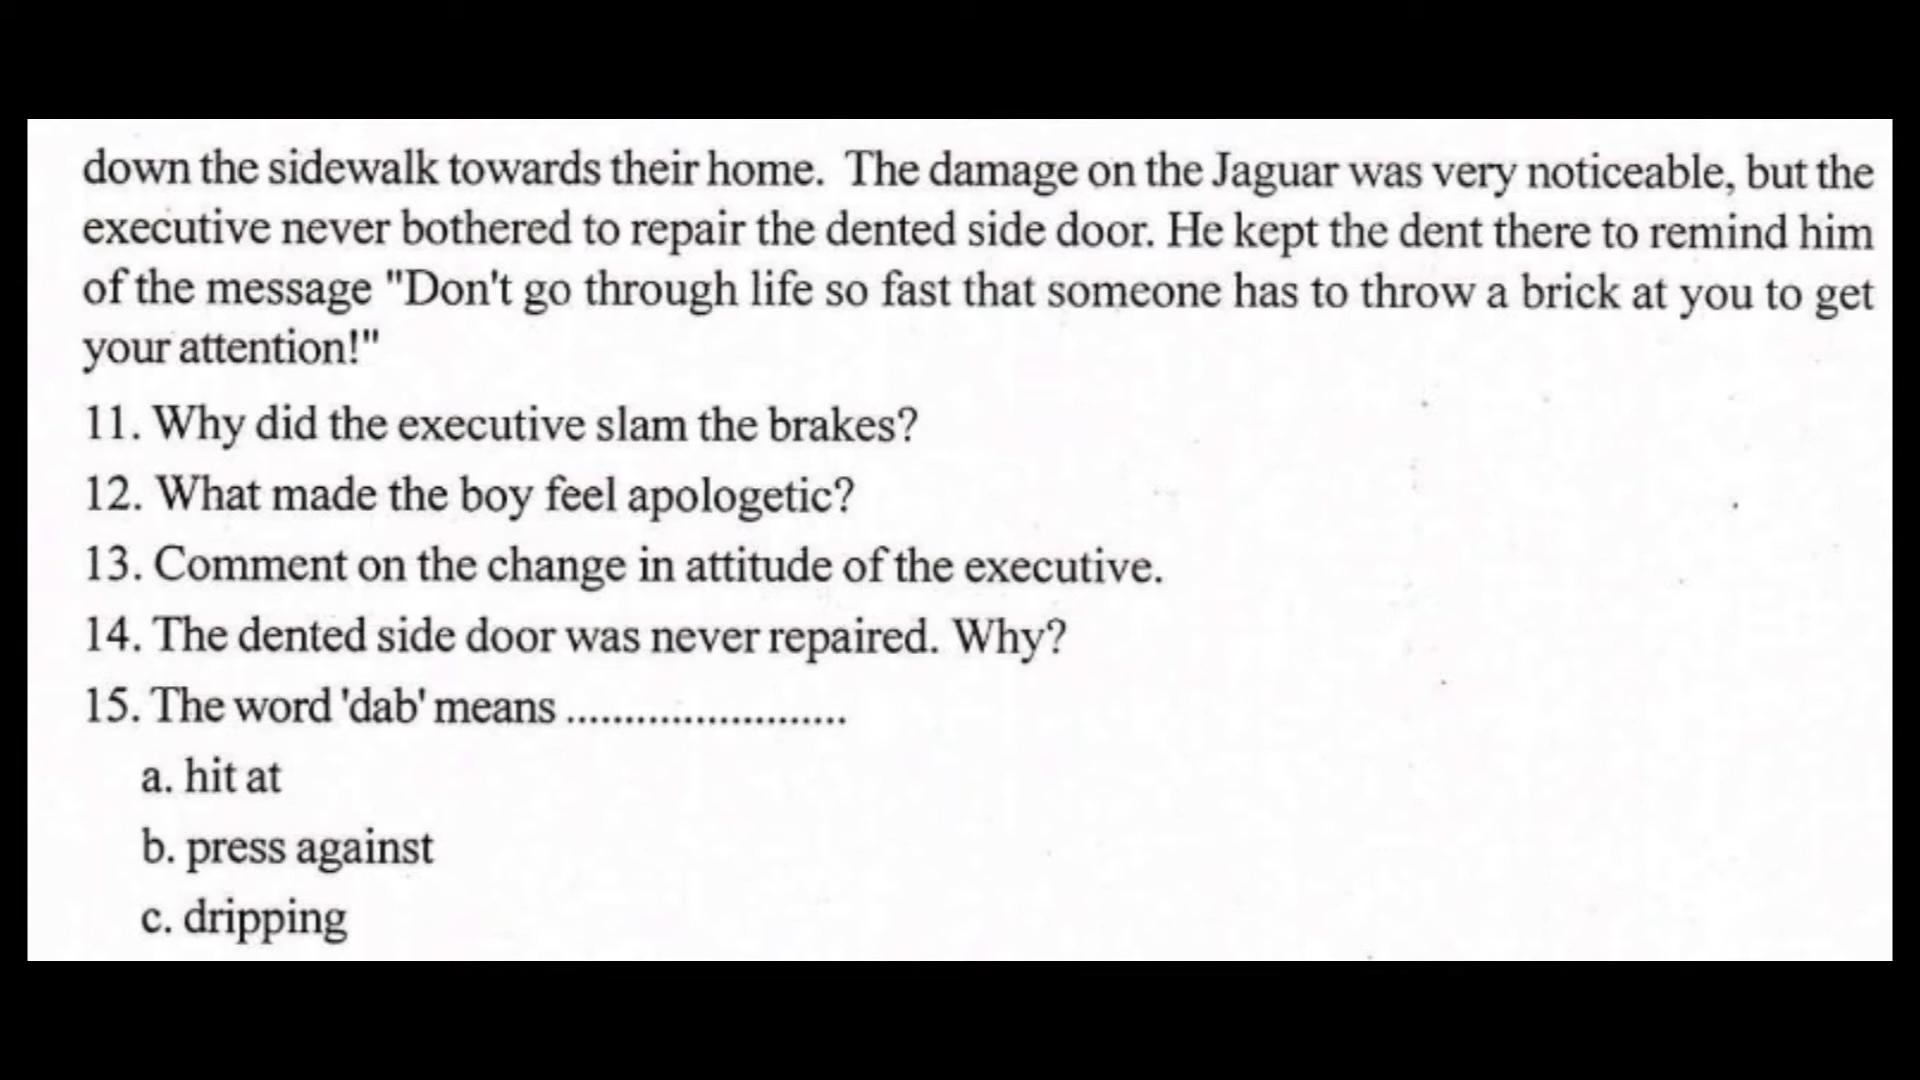 down the sidewalk towards their home. The damage on the Jaguar was very noticeable, but the
executive never bothered to repair the dented side door. He kept the dent there to remind him
of the message "Don't go through life so fast that someone has to throw a brick at you to get
your attention!"
11. Why did the executive slam the brakes?
12. What made the boy feel apologetic?
13. Comment on the change in attitude of the executive.
14. The dented side door was never repaired. Why?
15. The word 'dab' means ........................
a. hit at
b. press against
c. dripping